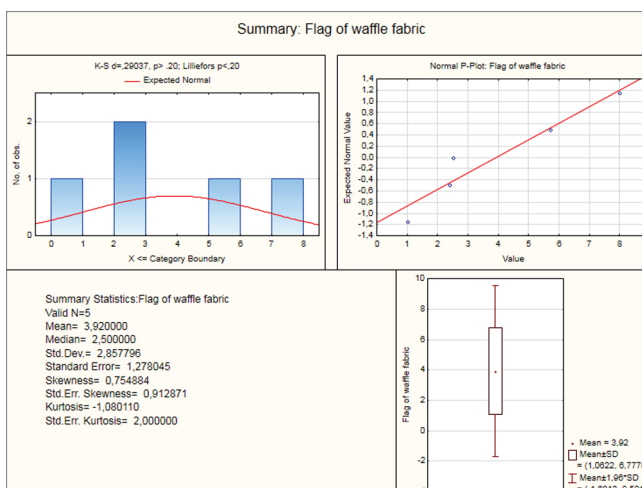 Summary: Flag of waffle fabric
K-S d=,29037, p> .20; Lilliefors p<,20
Expected Normal
2
1
0
No. of obs.
0 1 2 3 4 5 6 7 8
X <= Category Boundary
Normal P-Plot: Flag of waffle fabric
1,4
1,2
1,0
0,8
0,6
0,4
0,2
0,0
-0,2
-0,4
-0,6
-0,8
-1,0
-1,2
-1,4
Expected Normal Value
0 1 2 3 4 5 6 7 8
Value
Summary Statistics:Flag of waffle fabric
Valid N=5
Mean= 3,920000
Median= 2,500000
Std.Dev.= 2,857796
Standard Error= 1,278045
Skewness= 0,754884
Std.Err. Skewness= 0,912871
Kurtosis= -1,080110
Std.Err. Kurtosis= 2,000000
10
8
6
4
2
0
-2
Flag of waffle fabric
Mean = 3,92
Mean±SD
= (1,0622, 6,7778
Mean±1,96*SD